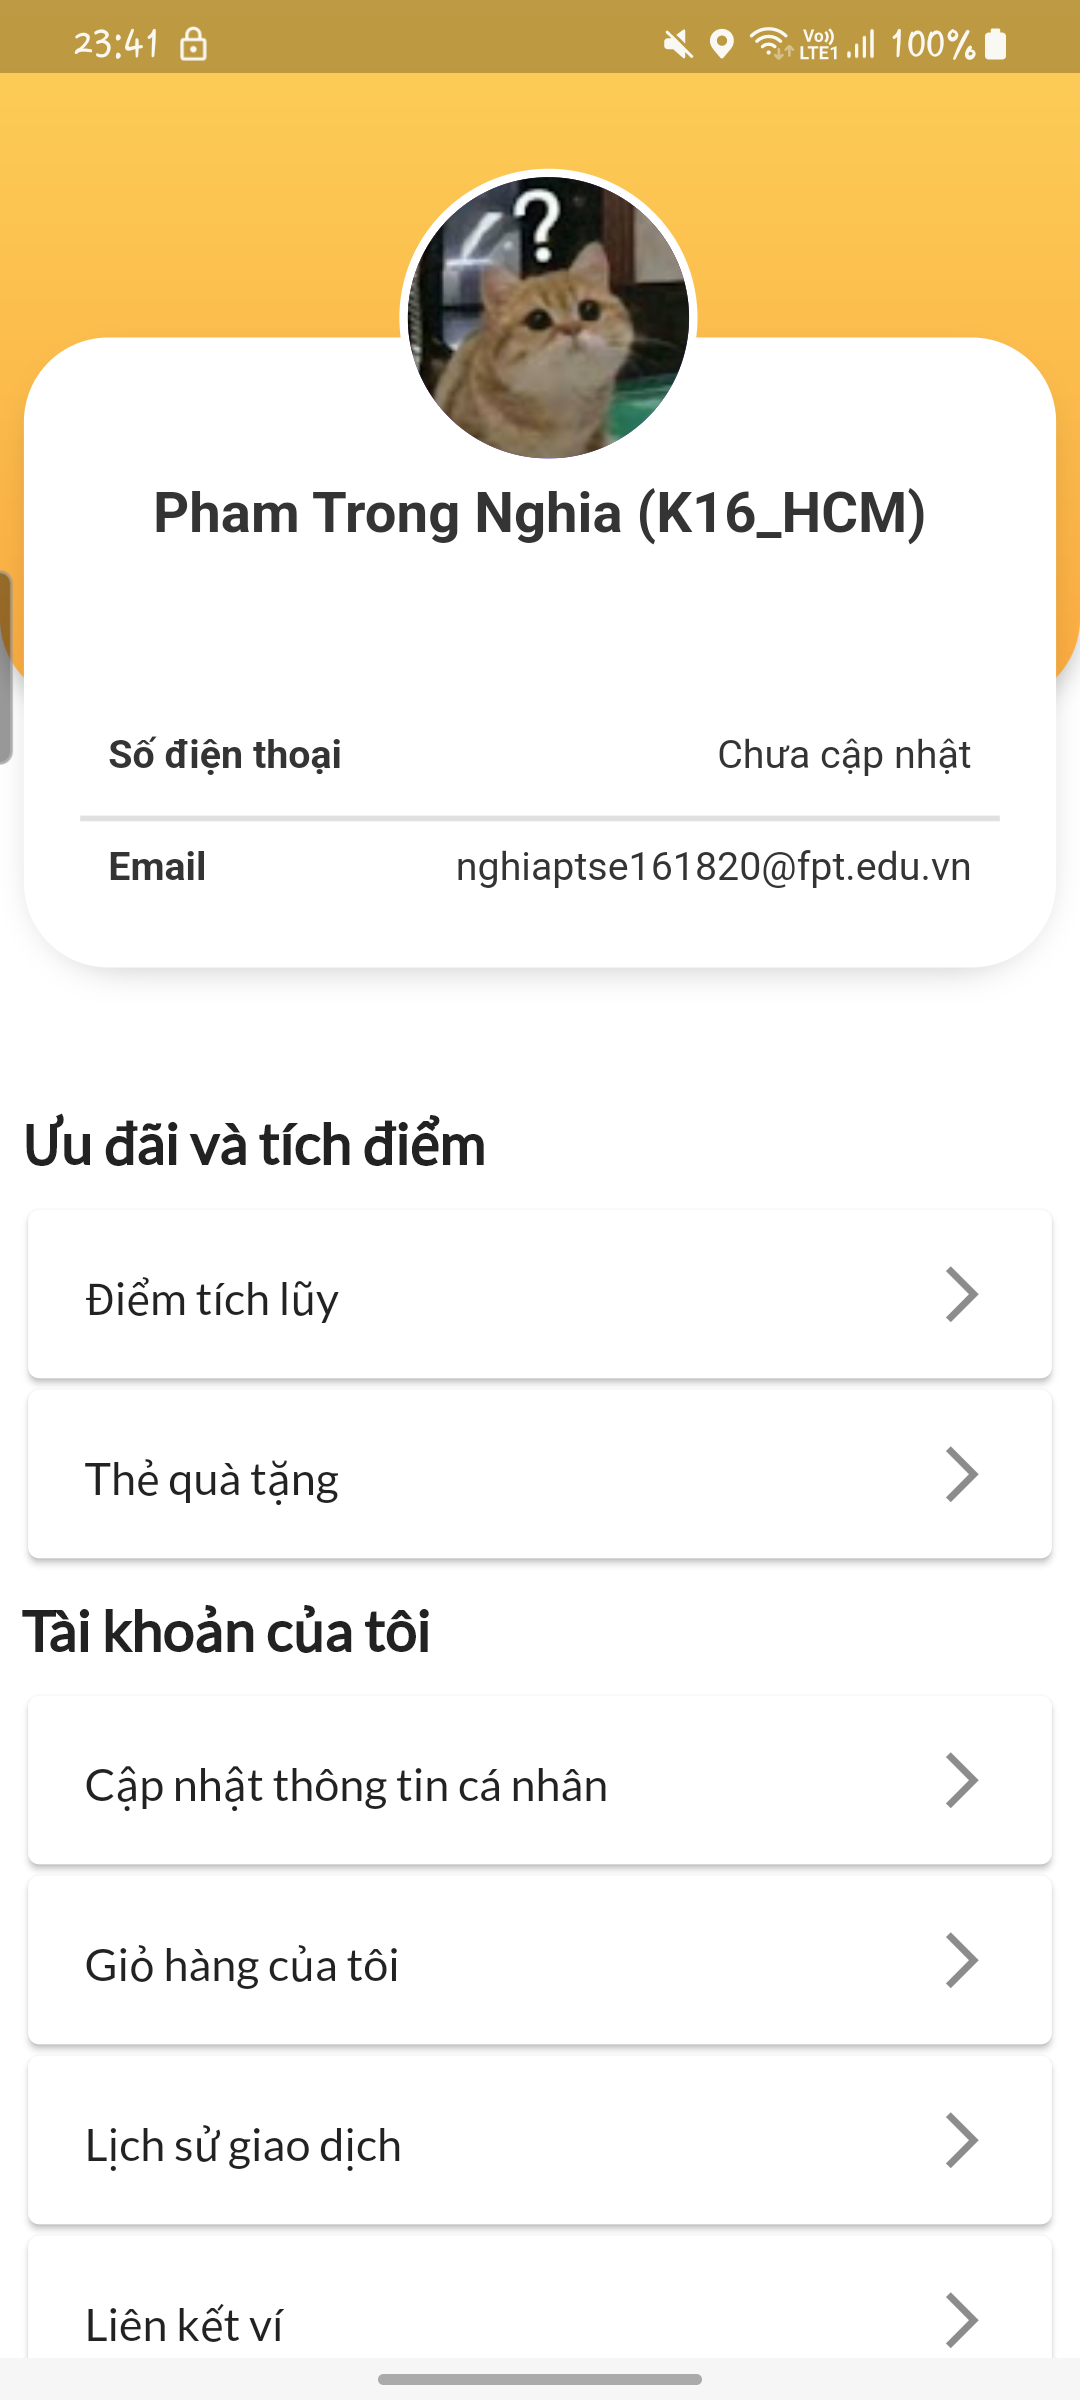 23:41
Vo))
LTE1
100%
?
Pham Trong Nghia (K16_HCM)
Số điện thoại
Chưa cập nhật
Email
nghiaptse161820@fpt.edu.vn
Ưu đãi và tích điểm
Điểm tích lũy
Thẻ quà tặng
Tài khoản của tôi
Cập nhật thông tin cá nhân
Giỏ hàng của tôi
Lịch sử giao dịch
Liên kết ví